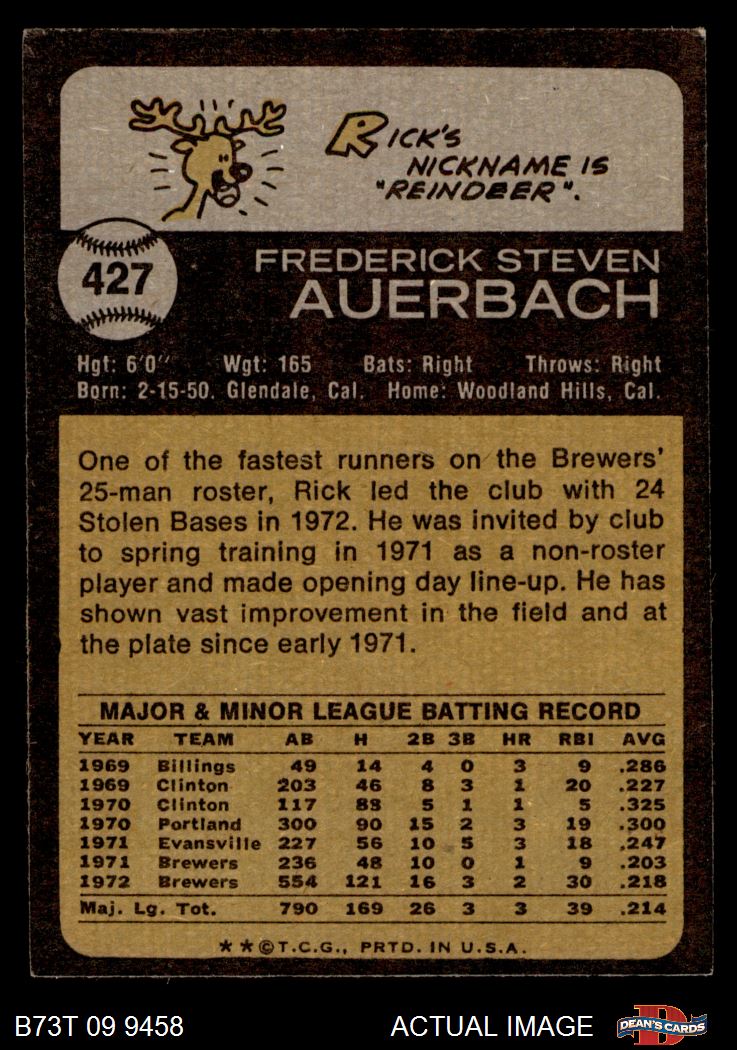 RICK'S
NICKNAME IS
"REINDEER".
427
FREDERICK STEVEN
AUERBACH
Hgt: 6'0" Wgt: 165 Bats: Right Throws: Right
Born: 2-15-50. Glendale, Cal. Home: Woodland Hills, Cal.
One of the fastest runners on the Brewers'
25-man roster, Rick led the club with 24
Stolen Bases in 1972. He was invited by club
to spring training in 1971 as a non-roster
player and made opening day line-up. He has
shown vast improvement in the field and at
the plate since early 1971.
MAJOR & MINOR LEAGUE BATTING RECORD
YEAR TEAM AB H 2B 3B HR RBI AVG
1969 Billings 49 14 4 0 3 9 .286
1969 Clinton 203 46 8 3 1 20 .227
1970 Clinton 117 38 5 1 1 5 .325
1970 Portland 300 90 15 2 3 19 .300
1971 Evansville 227 56 10 5 3 18 .247
1971 Brewers 236 48 10 0 1 9 .203
1972 Brewers 554 121 16 3 2 30 .218
Maj. Lg. Tot. 790 169 26 3 3 39 .214
**©T.C.G., PRTD. IN U.S.A.
B73T 09 9458 ACTUAL IMAGE DEAN'S CARDS